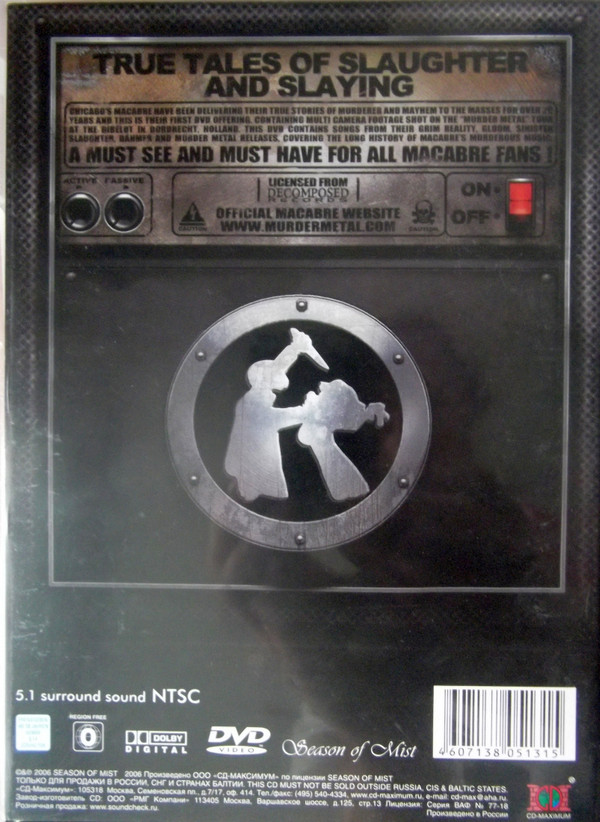 TRUE TALES OF SLAUGHTER
AND SLAYING
CHICAGO'S MACABRE HAVE BEEN DELIVERING THEIR TRUE STORIES OF MURDERER AND MAYHEM TO THE MASSES FOR OVER
YEARS AND THIS IS THEIR FIRST DVD OFFERING. CONTAINING MULTI CAMERA FOOTAGE SHOT ON THE "MURDER METAL" TOUR
AT THE BIBELOT IN DORDRECHT, HOLLAND. THIS DVD CONTAINS SONGS FROM THEIR GRIM REALITY, GLOOM, SINISTER
SLAUGHTER, DAHMER AND MURDER METAL RELEASES, COVERING THE LONG HISTORY OF MACABRE'S MURDEROUS MUSIC.
A MUST SEE AND MUST HAVE FOR ALL MACABRE FANS !
ACTIVE PASSIVE
LICENSED FROM
DECOMPOSED
RECORDS
OFFICIAL MACABRE WEBSITE
WWW.MURDERMETAL.COM
CAUTION
CAUTION
ON
OFF
5.1 surround sound NTSC
REGION FREE
0
DOLBY
DIGITAL
DVD
VIDEO
Season of Mist
4 607138 051315
©&℗ 2006 SEASON OF MIST 2006 Произведено ООО «СД-МАКСИМУМ» по лицензии SEASON OF MIST
ТОЛЬКО ДЛЯ ПРОДАЖИ В РОССИИ, СНГ И СТРАНАХ БАЛТИИ. THIS CD MUST NOT BE SOLD OUTSIDE RUSSIA, CIS & BALTIC STATES.
«СД-Максимум»: 105318 Москва, Семеновская пл., д.7/17, оф. 414. Тел./факс: (495) 540-4334. www.cd-maximum.ru, e-mail: cd-max@aha.ru.
Завод-изготовитель CD: ООО «РМГ Компани» 113405 Москва, Варшавское шоссе, д.125, стр.13 Лицензия: Серия ВАФ № 77-18
Розничная продажа: www.soundcheck.ru.
Произведено в России
CD-MAXIMUM